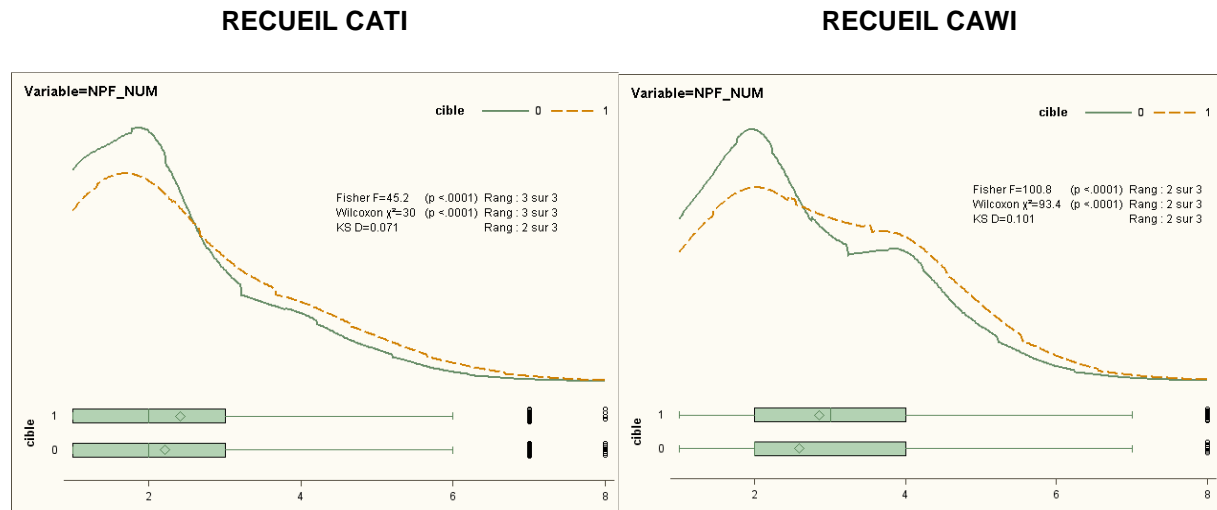 RECUEIL CATI
RECUEIL CAWI
Variable=NPF_NUM
cible 0 1
Fisher F=45.2 (p <.0001) Rang : 3 sur 3
Wilcoxon χ²=30 (p <.0001) Rang : 3 sur 3
KS D=0.071 Rang : 2 sur 3
1
0
cible
2 4 6 8
Variable=NPF_NUM
cible 0 1
Fisher F=100.8 (p <.0001) Rang : 2 sur 3
Wilcoxon χ²=93.4 (p <.0001) Rang : 2 sur 3
KS D=0.101 Rang : 2 sur 3
1
0
cible
2 4 6 8